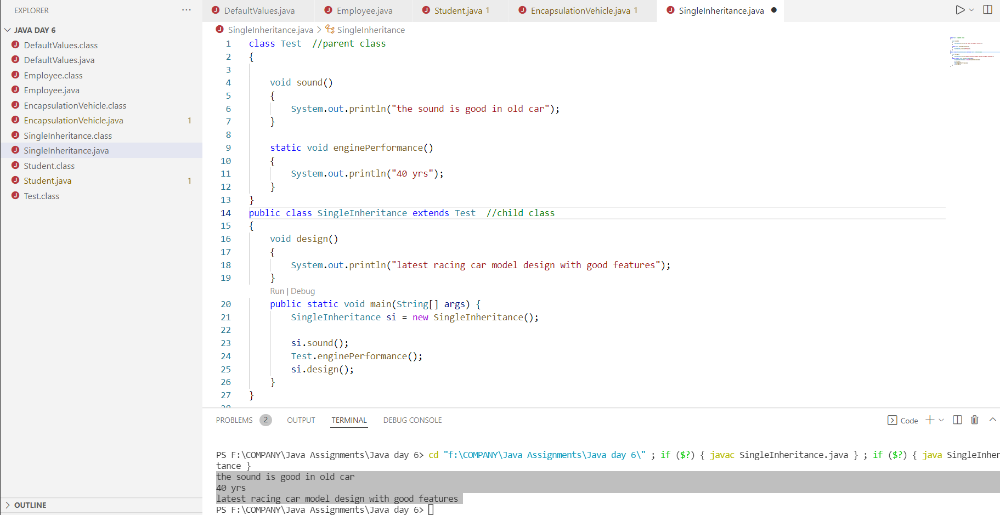 EXPLORER ...
JAVA DAY 6
DefaultValues.class
DefaultValues.java
Employee.class
Employee.java
EncapsulationVehicle.class
EncapsulationVehicle.java 1
SingleInheritance.class
SingleInheritance.java
Student.class
Student.java 1
Test.class
OUTLINE
DefaultValues.java Employee.java Student.java 1 EncapsulationVehicle.java 1 SingleInheritance.java ●
SingleInheritance.java > SingleInheritance
1 class Test  //parent class
2 {
3
4     void sound()
5     {
6         System.out.println("the sound is good in old car");
7     }
8
9     static void enginePerformance()
10     {
11         System.out.println("40 yrs");
12     }
13 }
14 public class SingleInheritance extends Test  //child class
15 {
16     void design()
17     {
18         System.out.println("latest racing car model design with good features");
19     }
Run | Debug
20     public static void main(String[] args) {
21         SingleInheritance si = new SingleInheritance();
22
23         si.sound();
24         Test.enginePerformance();
25         si.design();
26     }
27 }
28
PROBLEMS 2 OUTPUT TERMINAL DEBUG CONSOLE Code
PS F:\COMPANY\Java Assignments\Java day 6> cd "f:\COMPANY\Java Assignments\Java day 6\" ; if ($?) { javac SingleInheritance.java } ; if ($?) { java SingleInher
tance }
the sound is good in old car
40 yrs
latest racing car model design with good features
PS F:\COMPANY\Java Assignments\Java day 6>